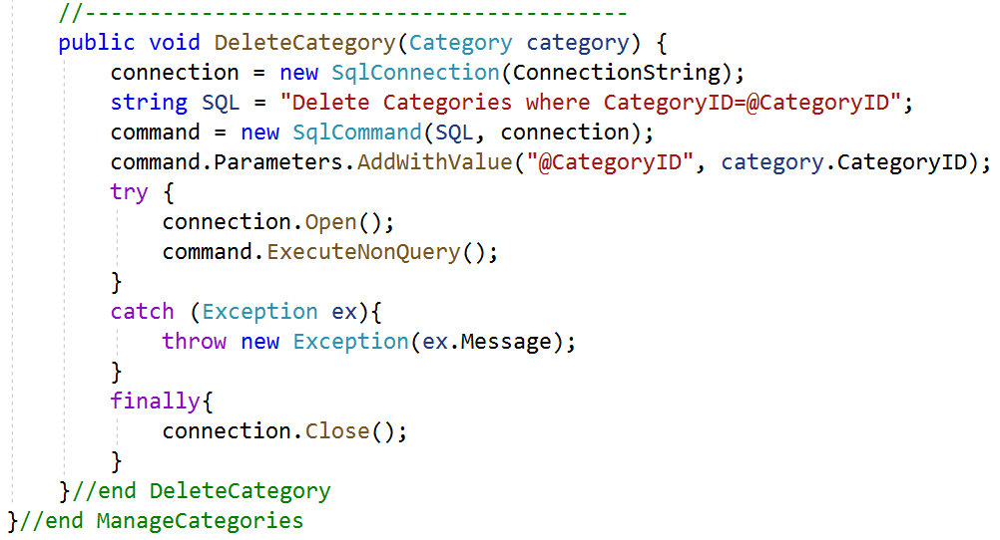 //------------------------------------------
public void DeleteCategory(Category category) {
connection = new SqlConnection(ConnectionString);
string SQL = "Delete Categories where CategoryID=@CategoryID";
command = new SqlCommand(SQL, connection);
command.Parameters.AddWithValue("@CategoryID", category.CategoryID);
try {
connection.Open();
command.ExecuteNonQuery();
}
catch (Exception ex){
throw new Exception(ex.Message);
}
finally{
connection.Close();
}
}//end DeleteCategory
}//end ManageCategories